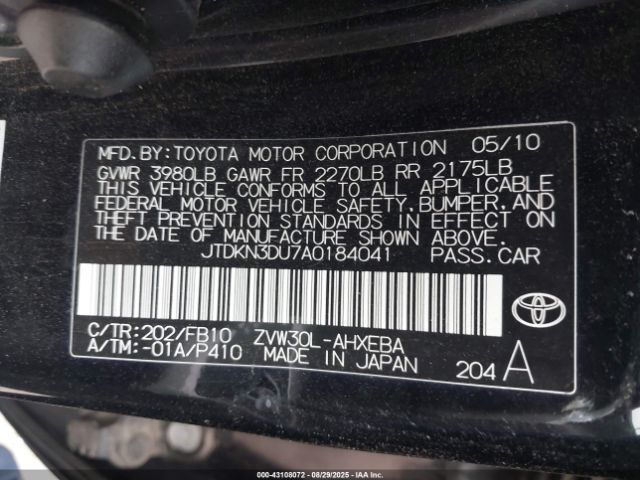 MFD.BY:TOYOTA MOTOR CORPORATION 05/10
GVWR 3980LB GAWR FR 2270LB RR 2175LB
THIS VEHICLE CONFORMS TO ALL APPLICABLE
FEDERAL MOTOR VEHICLE SAFETY, BUMPER, AND
THEFT PREVENTION STANDARDS IN EFFECT ON
THE DATE OF MANUFACTURE SHOWN ABOVE.
JTDKN3DU7A0184041 PASS.CAR
C/TR:202/FB10 ZVW30L-AHXEBA
A/TM:-01A/P410 MADE IN JAPAN
204 A
000-43108072 - 08/29/2025 - IAAI.COM